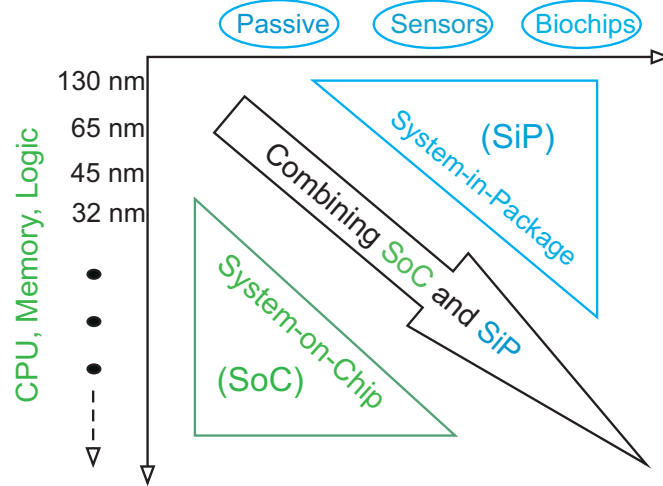 Passive
Sensors
Biochips
130 nm
65 nm
45 nm
32 nm
CPU, Memory, Logic
(SiP)
System-in-Package
Combining SoC and SiP
System-on-Chip
(SoC)